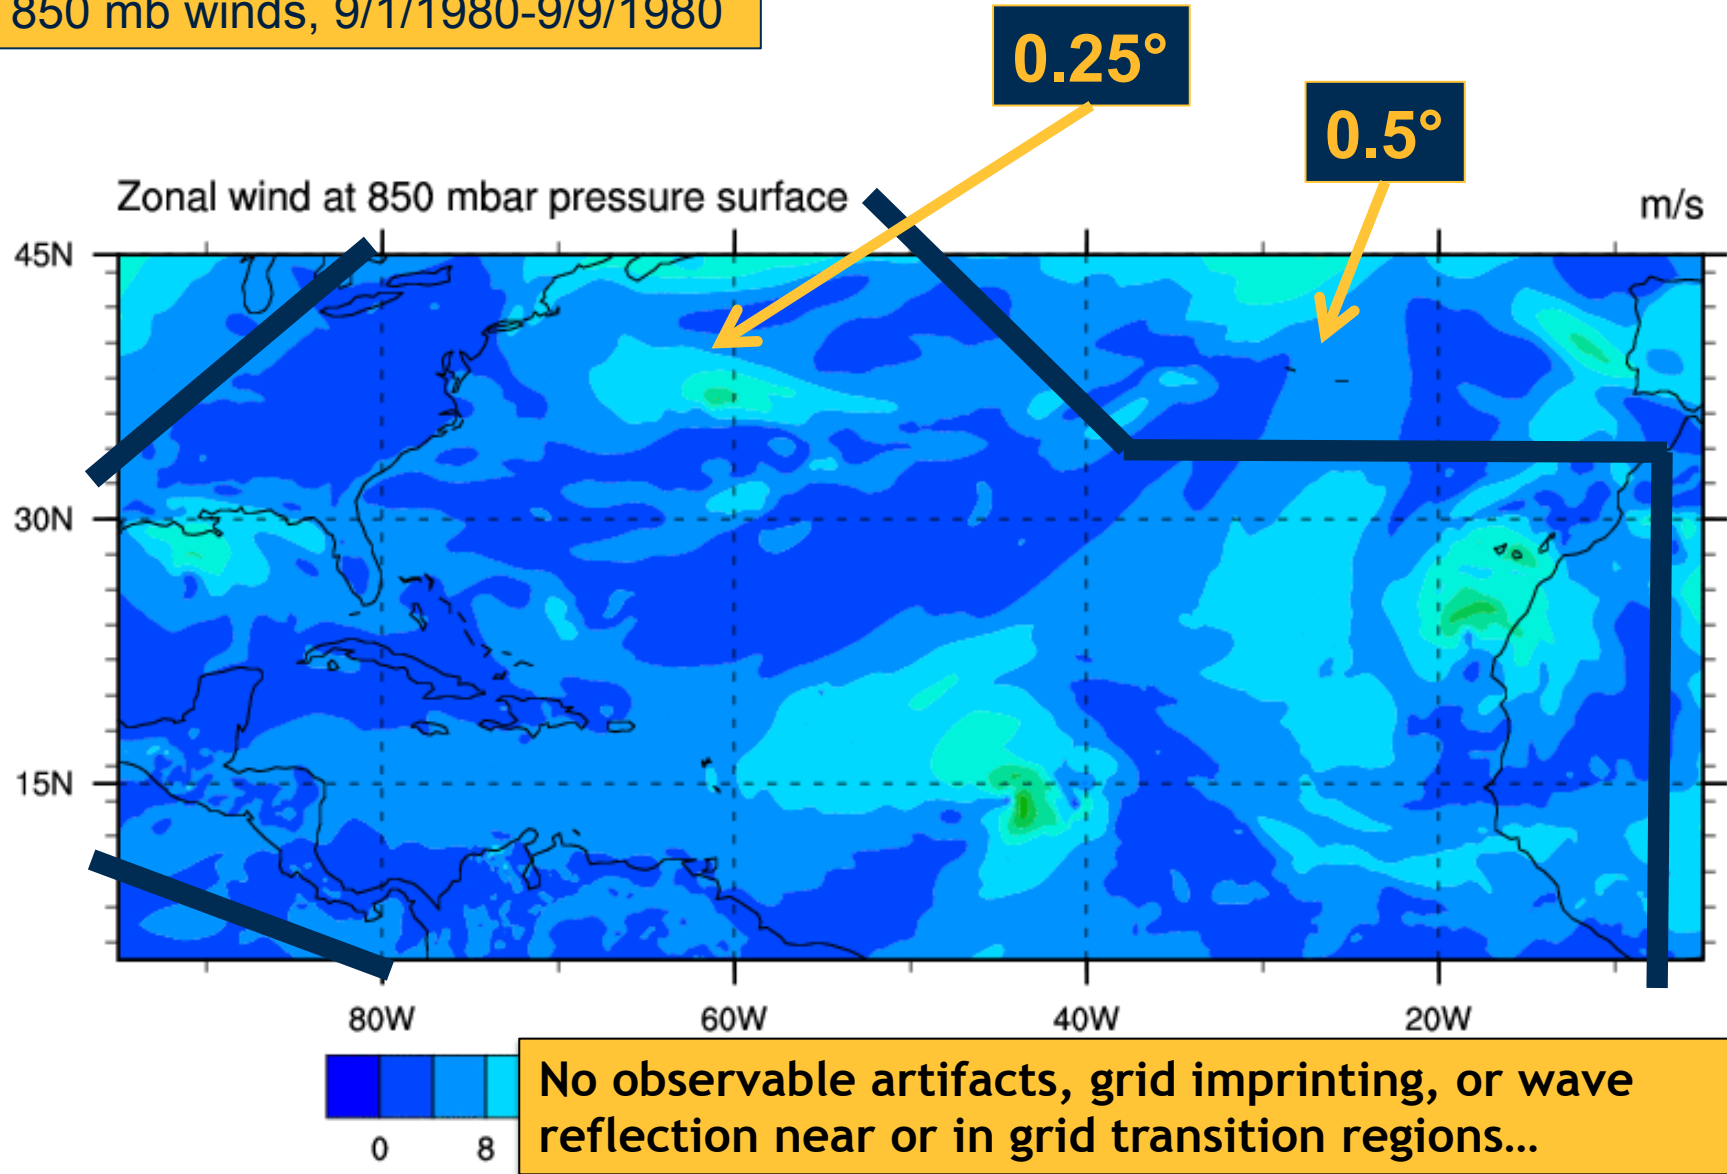 850 mb winds, 9/1/1980-9/9/1980
0.25°
0.5°
Zonal wind at 850 mbar pressure surface
m/s
45N
30N
15N
80W 60W 40W 20W
0 8
No observable artifacts, grid imprinting, or wave
reflection near or in grid transition regions...